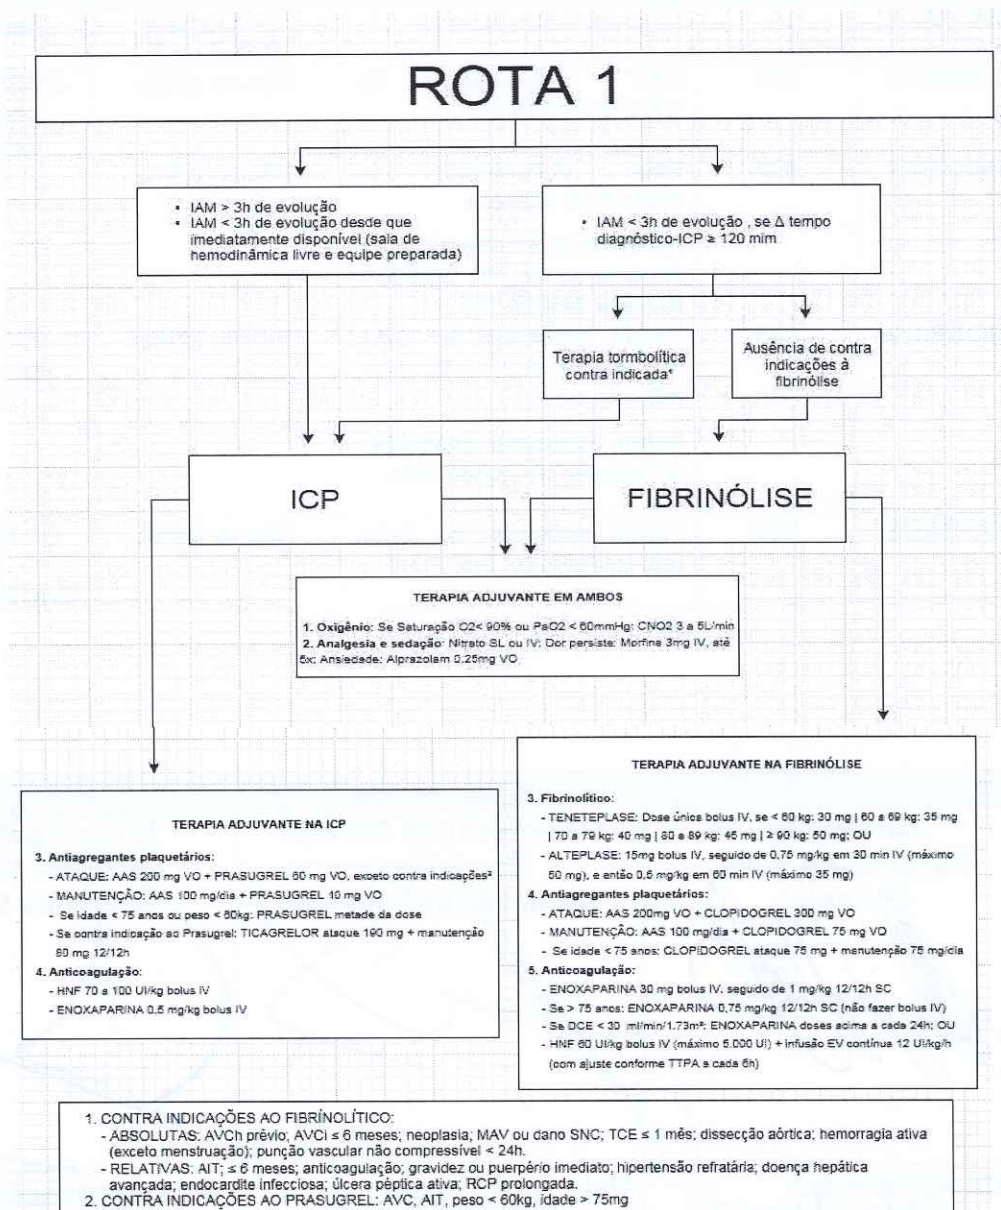 ROTA 1
• IAM > 3h de evolução
• IAM < 3h de evolução desde que
imediatamente disponível (sala de
hemodinâmica livre e equipe preparada)
• IAM < 3h de evolução , se Δ tempo
diagnóstico-ICP ≥ 120 mim
Terapia tormbolítica
contra indicada¹
Ausência de contra
indicações à
fibrinólise
ICP
FIBRINÓLISE
TERAPIA ADJUVANTE EM AMBOS
1. Oxigênio: Se Saturação O2< 90% ou PaO2 < 60mmHg: CNO2 3 a 5L/min
2. Analgesia e sedação: Nitrato SL ou IV; Dor persiste: Morfina 3mg IV, até
5x; Ansiedade: Alprazolam 0,25mg VO
TERAPIA ADJUVANTE NA ICP
3. Antiagregantes plaquetários:
- ATAQUE: AAS 200 mg VO + PRASUGREL 60 mg VO, exceto contra indicações²
- MANUTENÇÃO: AAS 100 mg/dia + PRASUGREL 10 mg VO
- Se idade < 75 anos ou peso < 60kg: PRASUGREL metade da dose
- Se contra indicação ao Prasugrel: TICAGRELOR ataque 190 mg + manutenção
90 mg 12/12h
4. Anticoagulação:
- HNF 70 a 100 UI/kg bolus IV
- ENOXAPARINA 0,5 mg/kg bolus IV
TERAPIA ADJUVANTE NA FIBRINÓLISE
3. Fibrinolítico:
- TENETEPLASE: Dose única bolus IV, se < 60 kg: 30 mg | 60 a 69 kg: 35 mg
| 70 a 79 kg: 40 mg | 80 a 89 kg: 45 mg | ≥ 90 kg: 50 mg; OU
- ALTEPLASE: 15mg bolus IV, seguido de 0,75 mg/kg em 30 min IV (máximo
50 mg), e então 0,5 mg/kg em 60 min IV (máximo 35 mg)
4. Antiagregantes plaquetários:
- ATAQUE: AAS 200mg VO + CLOPIDOGREL 300 mg VO
- MANUTENÇÃO: AAS 100 mg/dia + CLOPIDOGREL 75 mg VO
- Se idade < 75 anos: CLOPIDOGREL ataque 75 mg + manutenção 75 mg/dia
5. Anticoagulação:
- ENOXAPARINA 30 mg bolus IV, seguido de 1 mg/kg 12/12h SC
- Se > 75 anos: ENOXAPARINA 0,75 mg/kg 12/12h SC (não fazer bolus IV)
- Se DCE < 30 ml/min/1.73m²: ENOXAPARINA doses acima a cada 24h; OU
- HNF 60 UI/kg bolus IV (máximo 5.000 UI) + Infusão EV contínua 12 UI/kg/h
(com ajuste conforme TTPA a cada 6h)
1. CONTRA INDICAÇÕES AO FIBRINOLÍTICO:
- ABSOLUTAS: AVCh prévio; AVCi ≤ 6 meses; neoplasia; MAV ou dano SNC; TCE ≤ 1 mês; dissecção aórtica; hemorragia ativa
(exceto menstruação); punção vascular não compressível < 24h.
- RELATIVAS: AIT; ≤ 6 meses; anticoagulação; gravidez ou puerpério imediato; hipertensão refratária; doença hepática
avançada; endocardite infecciosa; úlcera péptica ativa; RCP prolongada.
2. CONTRA INDICAÇÕES AO PRASUGREL: AVC, AIT, peso < 60kg, idade > 75mg